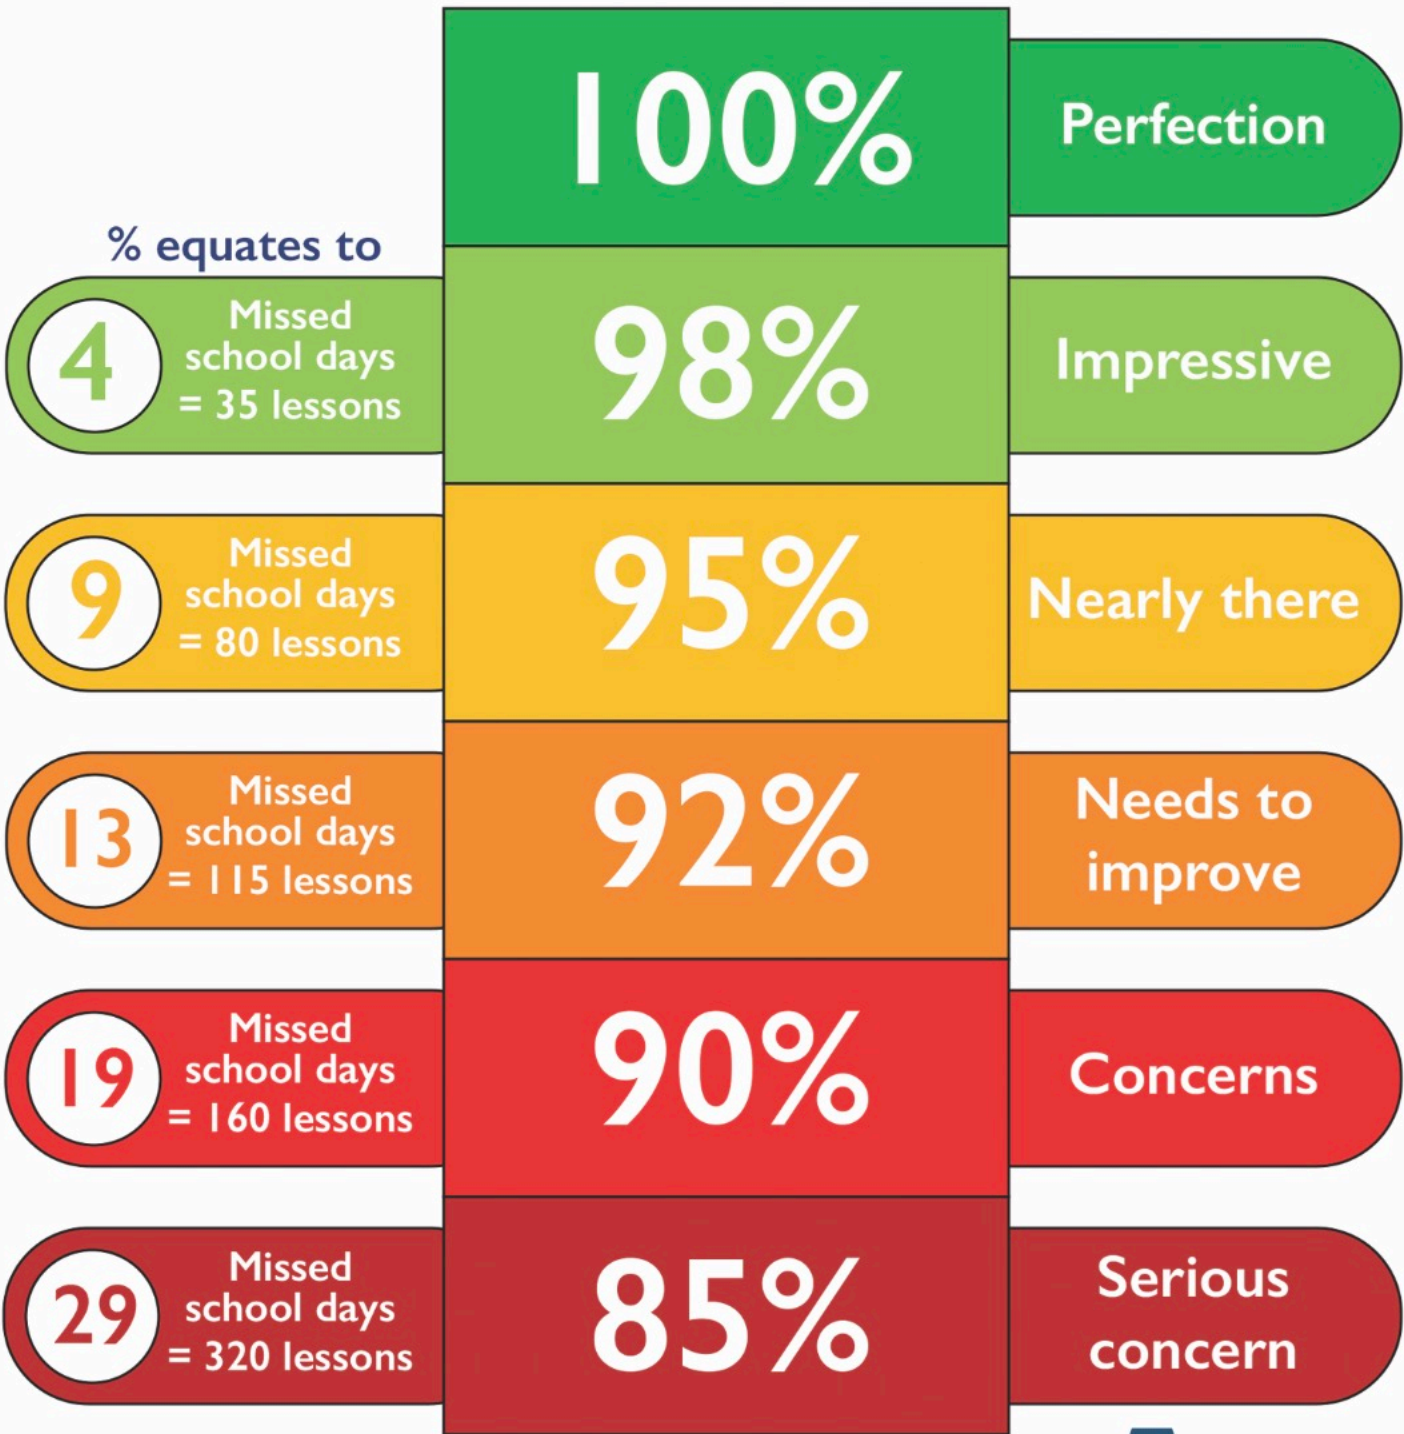 100%
Perfection
% equates to
4
Missed
school days
= 35 lessons
98%
Impressive
9
Missed
school days
= 80 lessons
95%
Nearly there
13
Missed
school days
= 115 lessons
92%
Needs to
improve
19
Missed
school days
= 160 lessons
90%
Concerns
29
Missed
school days
= 320 lessons
85%
Serious
concern